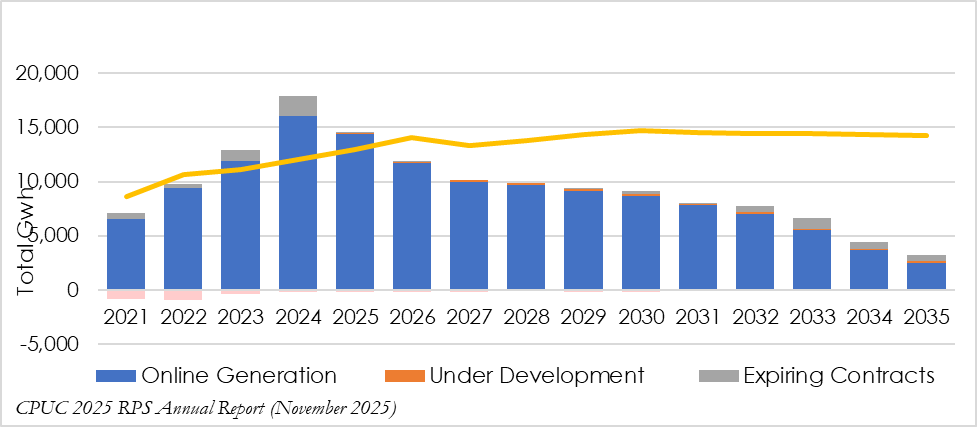 20,000
15,000
10,000
5,000
0
-5,000
Total Gwh
2021 2022 2023 2024 2025 2026 2027 2028 2029 2030 2031 2032 2033 2034 2035
Online Generation Under Development Expiring Contracts
CPUC 2025 RPS Annual Report (November 2025)